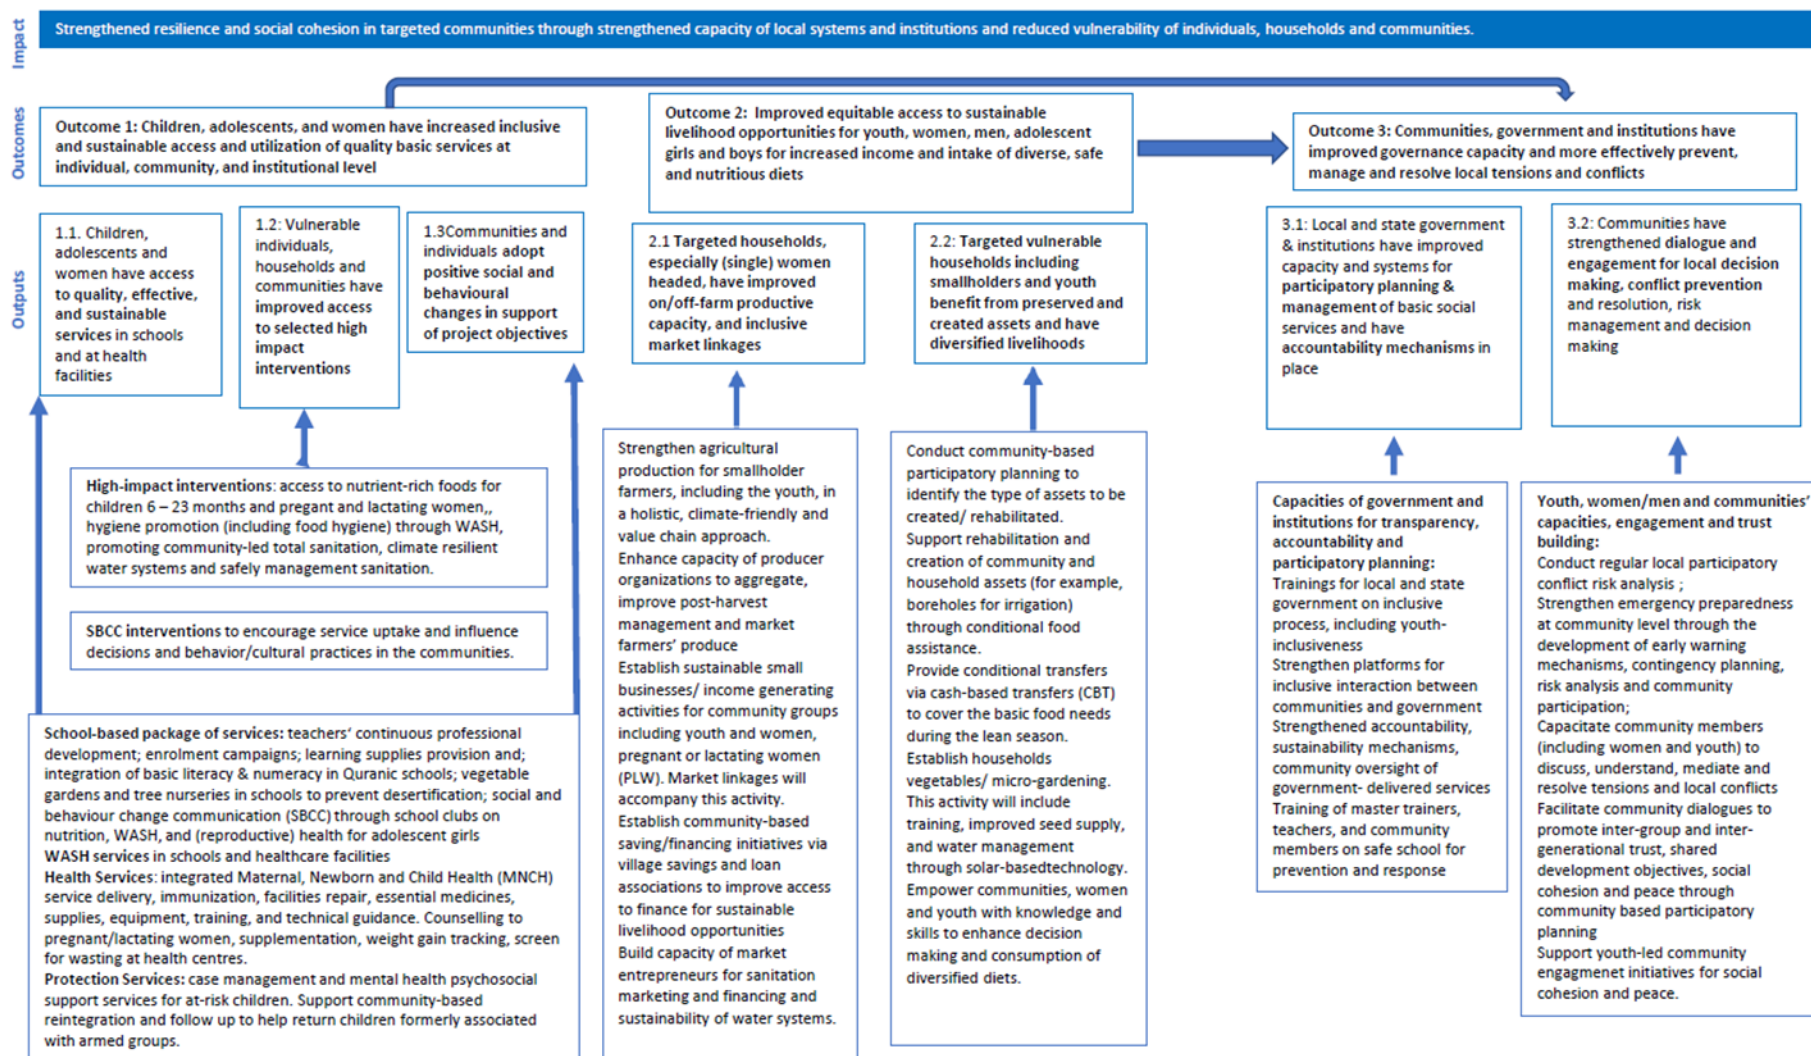 Impact
Strengthened resilience and social cohesion in targeted communities through strengthened capacity of local systems and institutions and reduced vulnerability of individuals, households and communities.
Outcomes
Outcome 1: Children, adolescents, and women have increased inclusive
and sustainable access and utilization of quality basic services at
individual, community, and institutional level
Outcome 2:  Improved equitable access to sustainable
livelihood opportunities for youth, women, men, adolescent
girls and boys for increased income and intake of diverse, safe
and nutritious diets
Outcome 3: Communities, government and institutions have
improved governance capacity and more effectively prevent,
manage and resolve local tensions and conflicts
Outputs
1.1. Children,
adolescents and
women have access
to quality, effective,
and sustainable
services in schools
and at health
facilities
1.2: Vulnerable
individuals,
households and
communities have
improved access
to selected high
impact
interventions
1.3Communities and
individuals adopt
positive social and
behavioural
changes in support
of project objectives
2.1 Targeted households,
especially (single) women
headed, have improved
on/off-farm productive
capacity, and inclusive
market linkages
2.2: Targeted vulnerable
households including
smallholders and youth
benefit from preserved and
created assets and have
diversified livelihoods
3.1: Local and state government
& institutions have improved
capacity and systems for
participatory planning &
management of basic social
services and have
accountability mechanisms in
place
3.2: Communities have
strengthened dialogue and
engagement for local decision
making, conflict prevention
and resolution, risk
management and decision
making
High-impact interventions: access to nutrient-rich foods for
children 6 – 23 months and pregant and lactating women,,
hygiene promotion (including food hygiene) through WASH,
promoting community-led total sanitation, climate resilient
water systems and safely management sanitation.
SBCC interventions to encourage service uptake and influence
decisions and behavior/cultural practices in the communities.
School-based package of services: teachers' continuous professional
development; enrolment campaigns; learning supplies provision and;
integration of basic literacy & numeracy in Quranic schools; vegetable
gardens and tree nurseries in schools to prevent desertification; social and
behaviour change communication (SBCC) through school clubs on
nutrition, WASH, and (reproductive) health for adolescent girls
WASH services in schools and healthcare facilities
Health Services: integrated Maternal, Newborn and Child Health (MNCH)
service delivery, immunization, facilities repair, essential medicines,
supplies, equipment, training, and technical guidance. Counselling to
pregnant/lactating women, supplementation, weight gain tracking, screen
for wasting at health centres.
Protection Services: case management and mental health psychosocial
support services for at-risk children. Support community-based
reintegration and follow up to help return children formerly associated
with armed groups.
Strengthen agricultural
production for smallholder
farmers, including the youth, in
a holistic, climate-friendly and
value chain approach.
Enhance capacity of producer
organizations to aggregate,
improve post-harvest
management and market
farmers' produce
Establish sustainable small
businesses/ income generating
activities for community groups
including youth and women,
pregnant or lactating women
(PLW). Market linkages will
accompany this activity.
Establish community-based
saving/financing initiatives via
village savings and loan
associations to improve access
to finance for sustainable
livelihood opportunities
Build capacity of market
entrepreneurs for sanitation
marketing and financing and
sustainability of water systems.
Conduct community-based
participatory planning to
identify the type of assets to be
created/ rehabilitated.
Support rehabilitation and
creation of community and
household assets (for example,
boreholes for irrigation)
through conditional food
assistance.
Provide conditional transfers
via cash-based transfers (CBT)
to cover the basic food needs
during the lean season.
Establish households
vegetables/ micro-gardening.
This activity will include
training, improved seed supply,
and water management
through solar-basedtechnology.
Empower communities, women
and youth with knowledge and
skills to enhance decision
making and consumption of
diversified diets.
Capacities of government and
institutions for transparency,
accountability and
participatory planning:
Trainings for local and state
government on inclusive
process, including youth-
inclusiveness
Strengthen platforms for
inclusive interaction between
communities and government
Strengthened accountability,
sustainability mechanisms,
community oversight of
government- delivered services
Training of master trainers,
teachers, and community
members on safe school for
prevention and response
Youth, women/men and communities'
capacities, engagement and trust
building:
Conduct regular local participatory
conflict risk analysis ;
Strengthen emergency preparedness
at community level through the
development of early warning
mechanisms, contingency planning,
risk analysis and community
participation;
Capacitate community members
(including women and youth) to
discuss, understand, mediate and
resolve tensions and local conflicts
Facilitate community dialogues to
promote inter-group and inter-
generational trust, shared
development objectives, social
cohesion and peace through
community based participatory
planning
Support youth-led community
engagmenet initiatives for social
cohesion and peace.